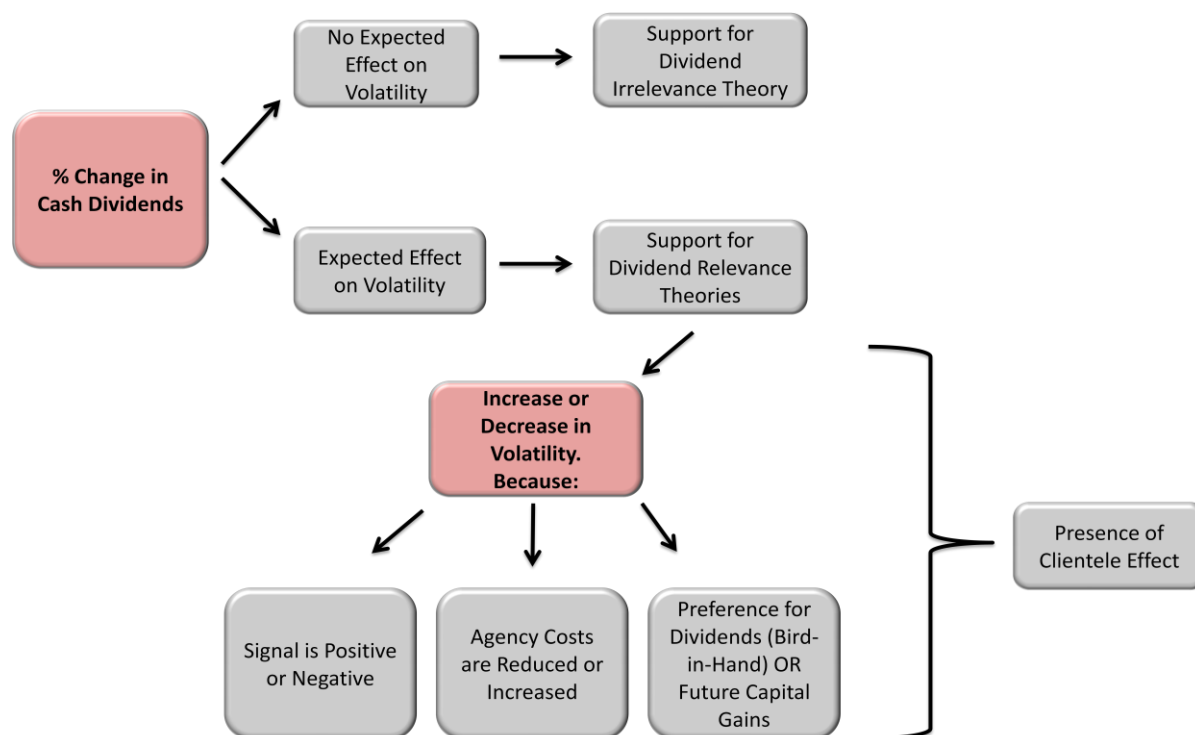 No Expected
Effect on
Volatility
Support for
Dividend
Irrelevance Theory
% Change in
Cash Dividends
Expected Effect
on Volatility
Support for
Dividend Relevance
Theories
Increase or
Decrease in
Volatility.
Because:
Presence of
Clientele Effect
Signal is Positive
or Negative
Agency Costs
are Reduced or
Increased
Preference for
Dividends (Bird-
in-Hand) OR
Future Capital
Gains